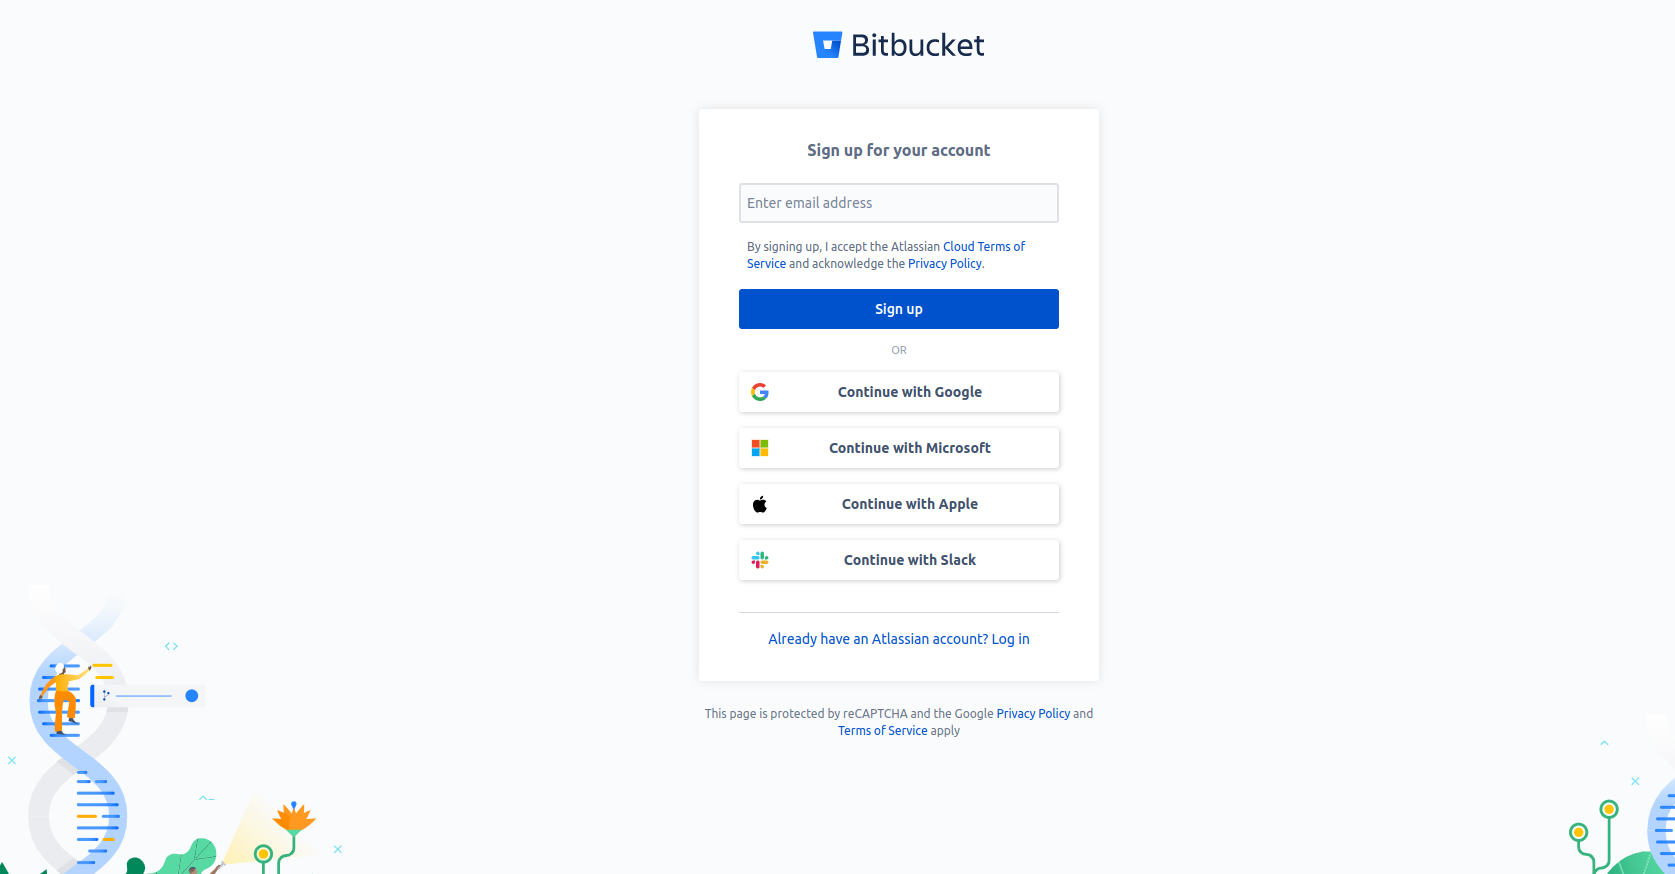 Bitbucket
Sign up for your account
Enter email address
By signing up, I accept the Atlassian Cloud Terms of
Service and acknowledge the Privacy Policy.
Sign up
OR
Continue with Google
Continue with Microsoft
Continue with Apple
Continue with Slack
Already have an Atlassian account? Log in
This page is protected by reCAPTCHA and the Google Privacy Policy and
Terms of Service apply